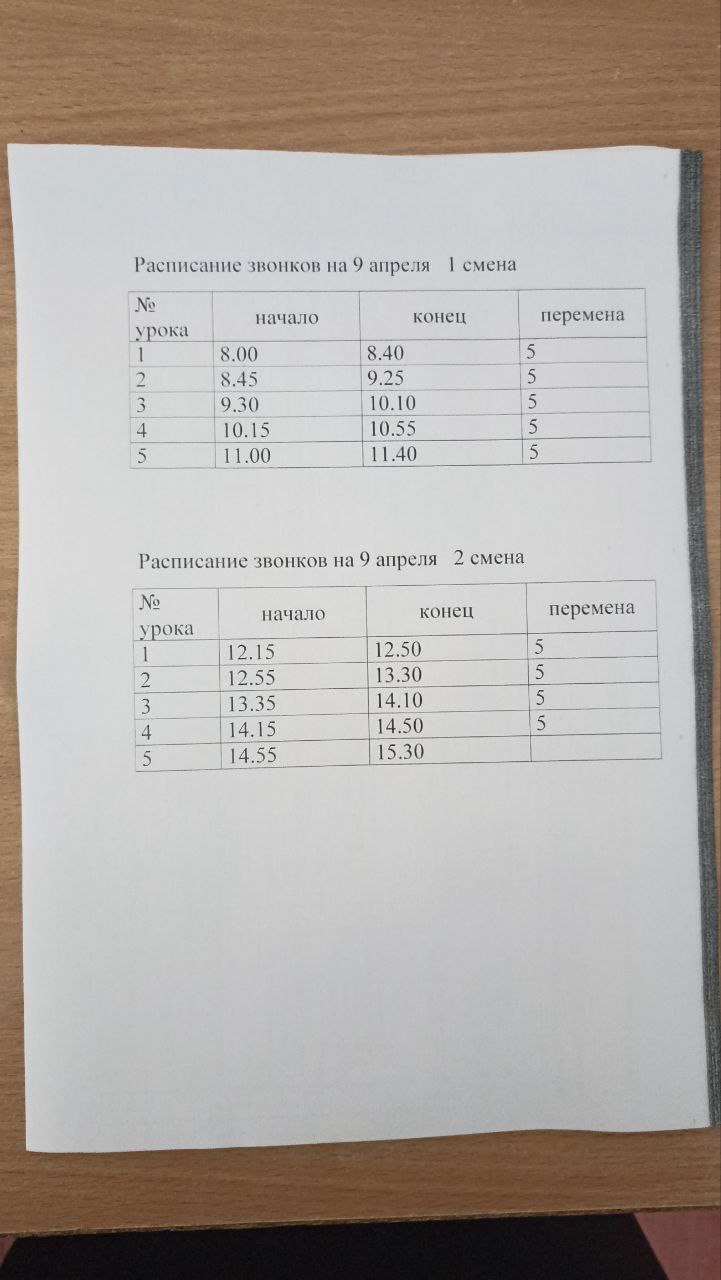 Расписание звонков на 9 апреля 1 смена
№ урока начало конец перемена
1 8.00 8.40 5
2 8.45 9.25 5
3 9.30 10.10 5
4 10.15 10.55 5
5 11.00 11.40 5
Расписание звонков на 9 апреля 2 смена
№ урока начало конец перемена
1 12.15 12.50 5
2 12.55 13.30 5
3 13.35 14.10 5
4 14.15 14.50 5
5 14.55 15.30